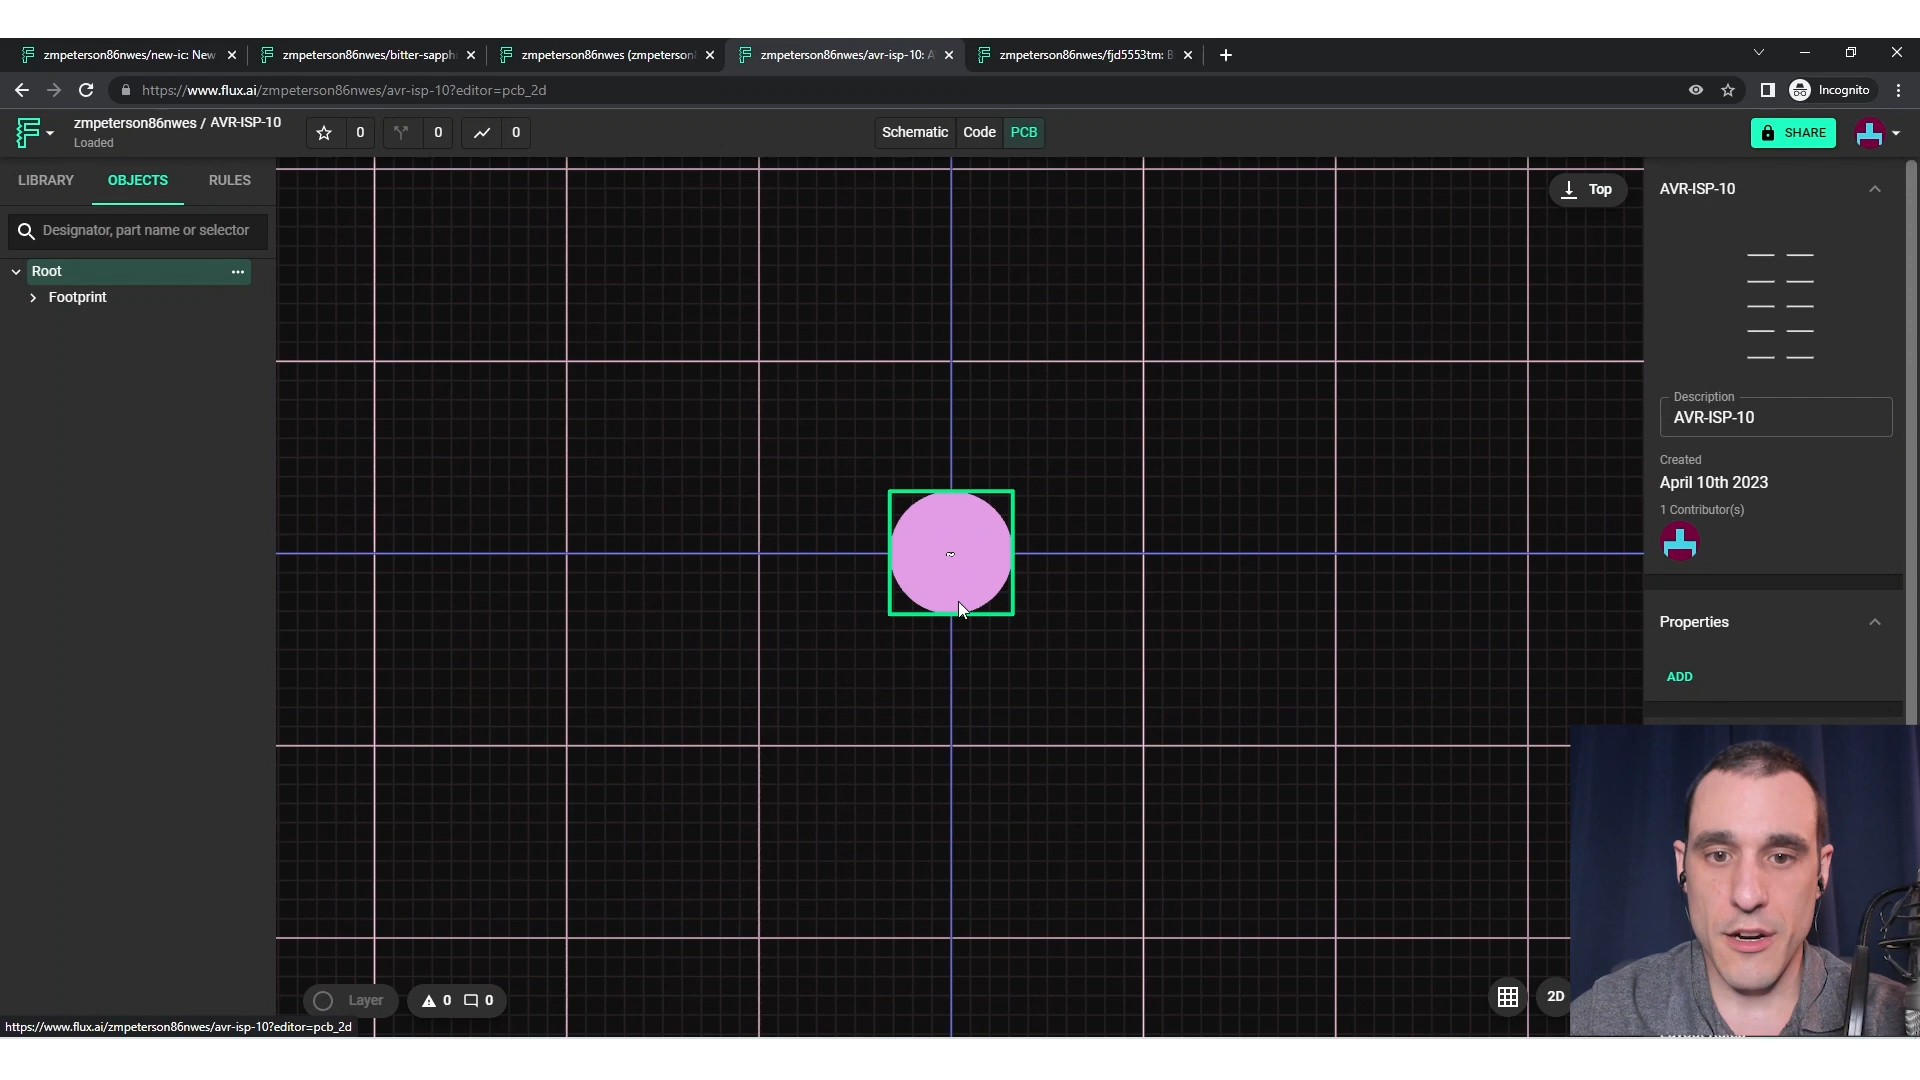 zmpeterson86nwes/new-ic: New
zmpeterson86nwes/bitter-sapph
zmpeterson86nwes (zmpeterson
zmpeterson86nwes/avr-isp-10: A
zmpeterson86nwes/fjd5553tm: B
https://www.flux.ai/zmpeterson86nwes/avr-isp-10?editor=pcb_2d
Incognito
zmpeterson86nwes / AVR-ISP-10
Loaded
0
0
0
Schematic
Code
PCB
SHARE
LIBRARY
OBJECTS
RULES
Designator, part name or selector
Root
Footprint
Top
AVR-ISP-10
Description
AVR-ISP-10
Created
April 10th 2023
1 Contributor(s)
Properties
ADD
Layer
0
0
2D
https://www.flux.ai/zmpeterson86nwes/avr-isp-10?editor=pcb_2d